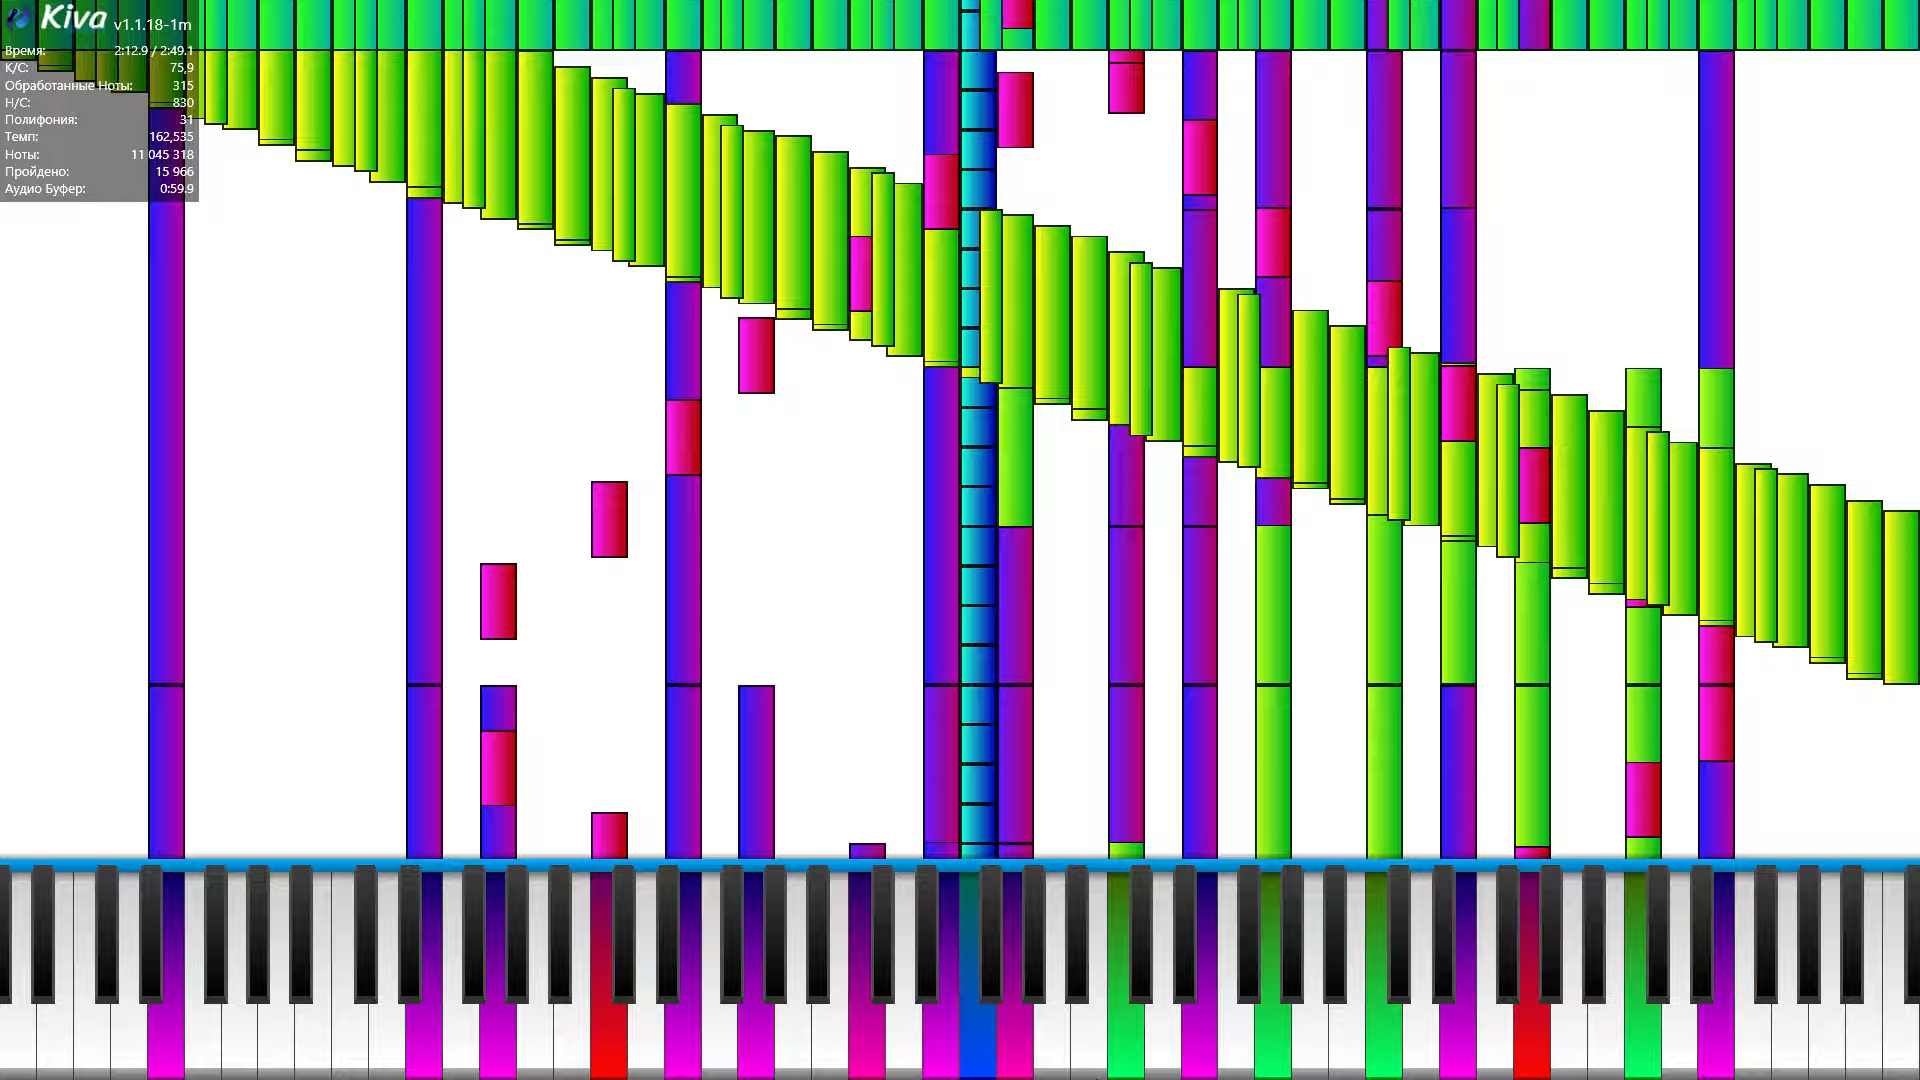 Kiva v1.1.18-1m
Время: 2:12.9 / 2:49.1
К/С: 75,9
Обработанные Ноты: 315
Н/С: 830
Полифония: 31
Темп: 162,535
Ноты: 11 045 318
Пройдено: 15 966
Аудио Буфер: 0:59.9